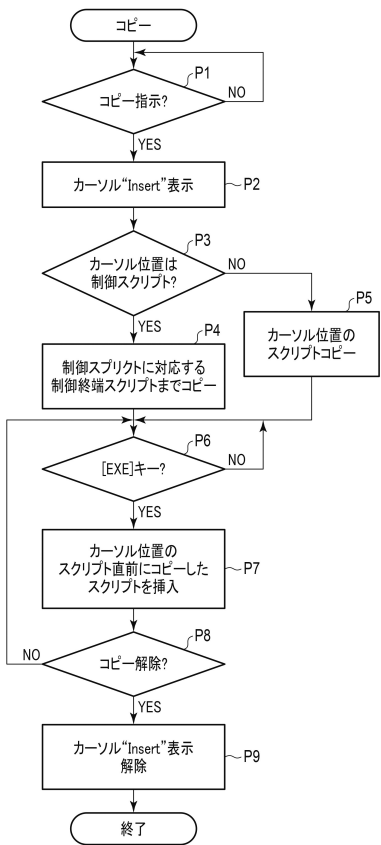 コピー
P1
コピー指示?
NO
YES
カーソル“Insert”表示
P2
P3
カーソル位置は
制御スクリプト?
NO
YES
P4
制御スプリクトに対応する
制御終端スクリプトまでコピー
P5
カーソル位置の
スクリプトコピー
P6
[EXE]キー?
NO
YES
カーソル位置の
スクリプト直前にコピーした
スクリプトを挿入
P7
P8
コピー解除?
NO
YES
カーソル“Insert”表示
解除
P9
終了